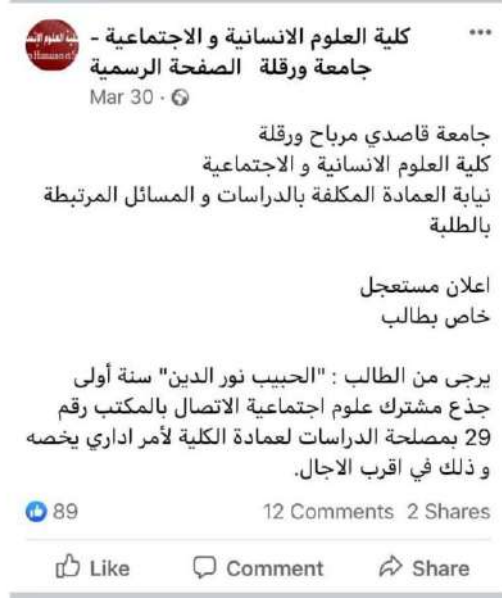 كلية العلوم الانسانية و الاجتماعية -
جامعة ورقلة الصفحة الرسمية
Mar 30 ·
جامعة قاصدي مرباح ورقلة
كلية العلوم الانسانية و الاجتماعية
نيابة العمادة المكلفة بالدراسات و المسائل المرتبطة
بالطلبة
اعلان مستعجل
خاص بطالب
يرجى من الطالب : "الحبيب نور الدين" سنة أولى
جذع مشترك علوم اجتماعية الاتصال بالمكتب رقم
29 بمصلحة الدراسات لعمادة الكلية لأمر اداري يخصه
و ذلك في اقرب الاجال.
89 12 Comments 2 Shares
Like Comment Share